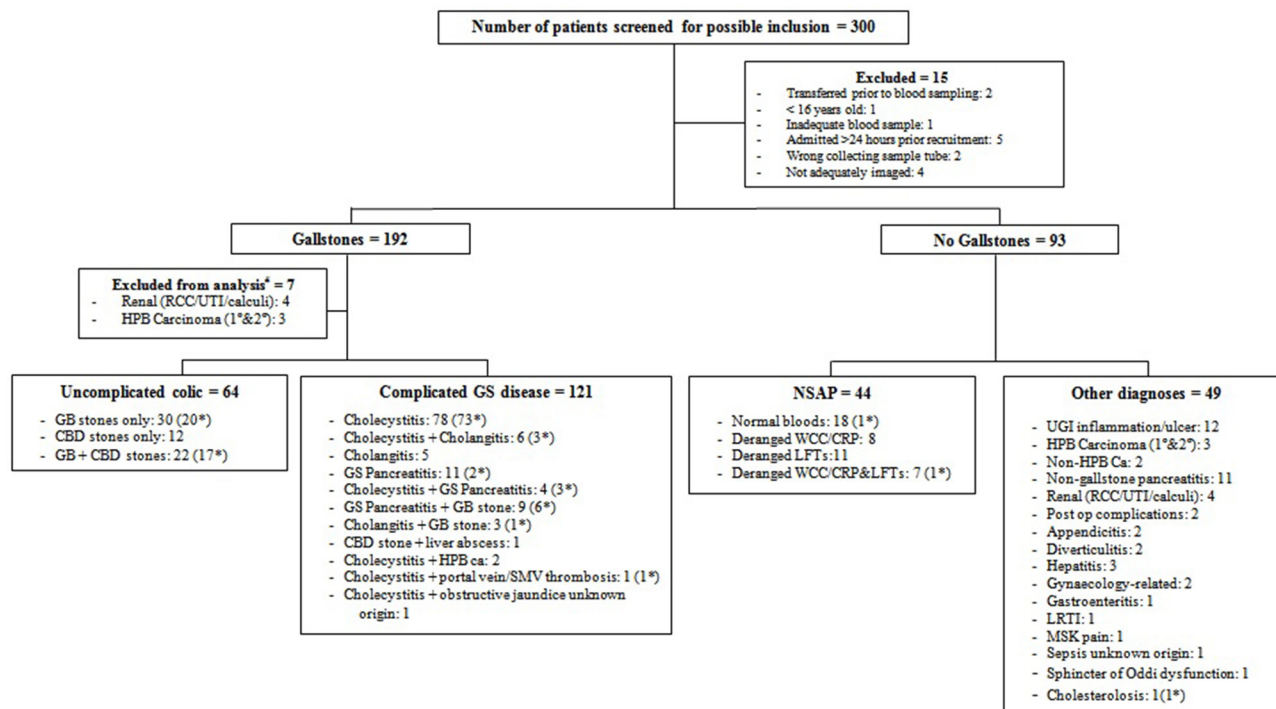 Number of patients screened for possible inclusion = 300
Excluded = 15
- Transferred prior to blood sampling: 2
- < 16 years old: 1
- Inadequate blood sample: 1
- Admitted >24 hours prior recruitment: 5
- Wrong collecting sample tube: 2
- Not adequately imaged: 4
Gallstones = 192
No Gallstones = 93
Excluded from analysis# = 7
- Renal (RCC/UTI/calculi): 4
- HPB Carcinoma (1°&2°): 3
Uncomplicated colic = 64
- GB stones only: 30 (20*)
- CBD stones only: 12
- GB + CBD stones: 22 (17*)
Complicated GS disease = 121
- Cholecystitis: 78 (73*)
- Cholecystitis + Cholangitis: 6 (3*)
- Cholangitis: 5
- GS Pancreatitis: 11 (2*)
- Cholecystitis + GS Pancreatitis: 4 (3*)
- GS Pancreatitis + GB stone: 9 (6*)
- Cholangitis + GB stone: 3 (1*)
- CBD stone + liver abscess: 1
- Cholecystitis + HPB ca: 2
- Cholecystitis + portal vein/SMV thrombosis: 1 (1*)
- Cholecystitis + obstructive jaundice unknown
origin: 1
NSAP = 44
- Normal bloods: 18 (1*)
- Deranged WCC/CRP: 8
- Deranged LFTs: 11
- Deranged WCC/CRP&LFTs: 7 (1*)
Other diagnoses = 49
- UGI inflammation/ulcer: 12
- HPB Carcinoma (1°&2°): 3
- Non-HPB Ca: 2
- Non-gallstone pancreatitis: 11
- Renal (RCC/UTI/calculi): 4
- Post op complications: 2
- Appendicitis: 2
- Diverticulitis: 2
- Hepatitis: 3
- Gynaecology-related: 2
- Gastroenteritis: 1
- LRTI: 1
- MSK pain: 1
- Sepsis unknown origin: 1
- Sphincter of Oddi dysfunction: 1
- Cholesterolosis: 1(1*)